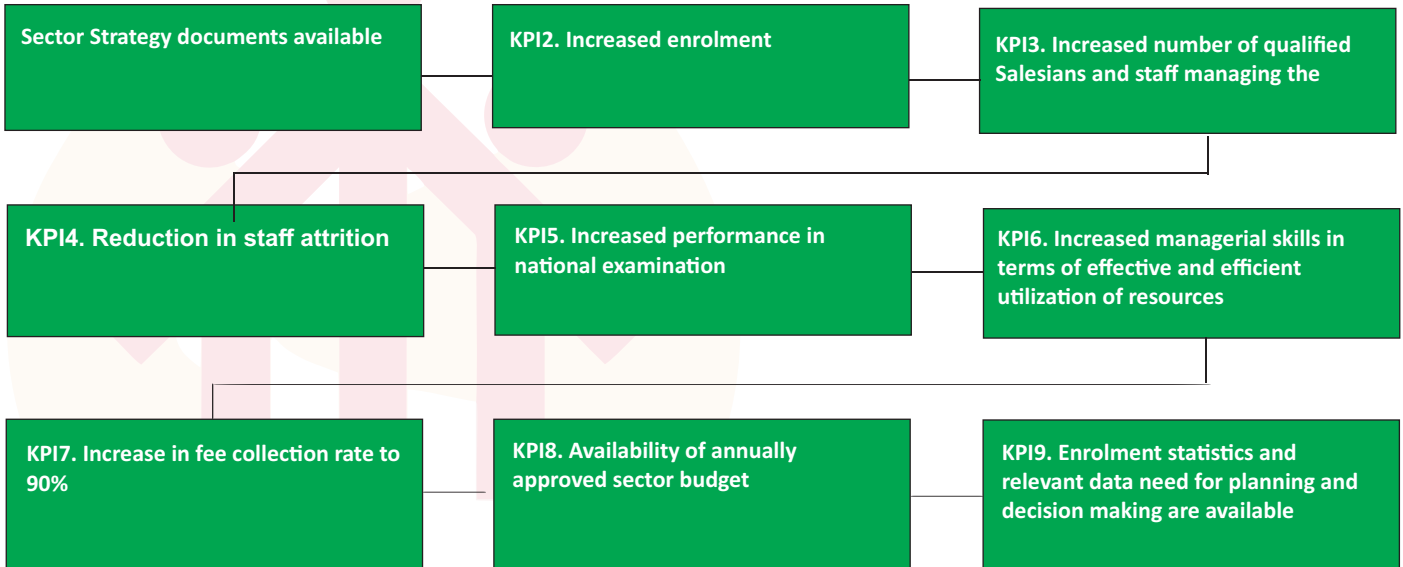 Sector Strategy documents available
KPI2. Increased enrolment
KPI3. Increased number of qualified
Salesians and staff managing the
KPI4. Reduction in staff attrition
KPI5. Increased performance in
national examination
KPI6. Increased managerial skills in
terms of effective and efficient
utilization of resources
KPI7. Increase in fee collection rate to
90%
KPI8. Availability of annually
approved sector budget
KPI9. Enrolment statistics and
relevant data need for planning and
decision making are available